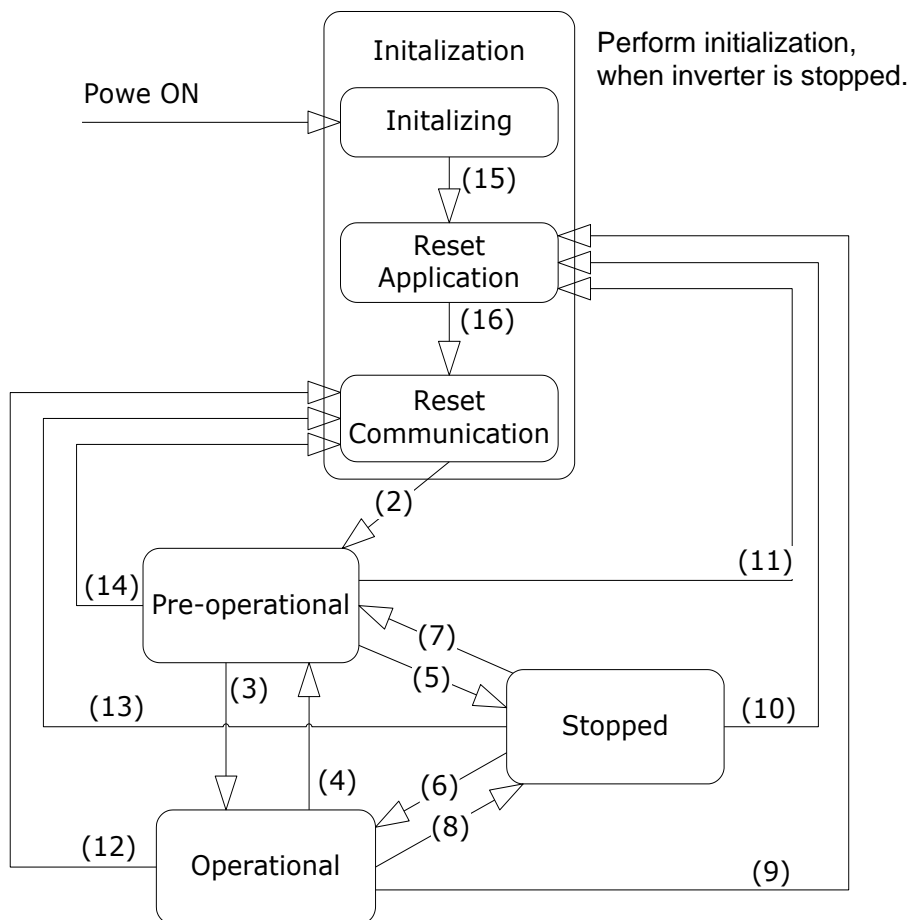 Initalization
Perform initialization,
when inverter is stopped.
Powe ON
Initalizing
(15)
Reset
Application
(16)
Reset
Communication
(2)
(14)
Pre-operational
(11)
(7)
(5)
(3)
(13)
Stopped
(10)
(4)
(6)
(8)
(12)
Operational
(9)